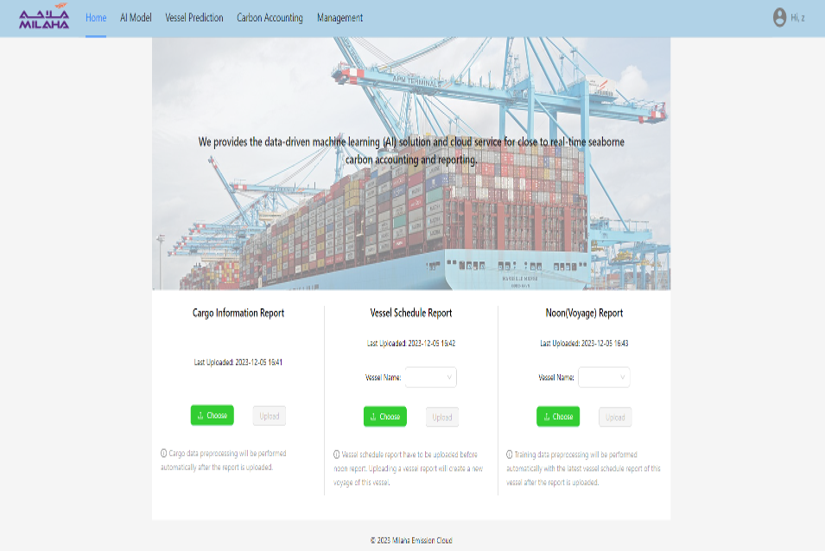 مـلاحـة
MILAHA
Home AI Model Vessel Prediction Carbon Accounting Management Hi, z
APM TERMINALS
We provides the data-driven machine learning (AI) solution and cloud service for close to real-time seaborne
carbon accounting and reporting.
Cargo Information Report
Last Uploaded: 2023-12-05 16:41
Choose Upload
Cargo data preprocessing will be performed
automatically after the report is uploaded.
Vessel Schedule Report
Last Uploaded: 2023-12-05 16:42
Vessel Name:
Choose Upload
Vessel schedule report have to be uploaded before
noon report. Uploading a vessel report will create a new
voyage of this vessel.
Noon(Voyage) Report
Last Uploaded: 2023-12-05 16:43
Vessel Name:
Choose Upload
Training data preprocessing will be performed
automatically with the latest vessel schedule report of this
vessel after the report is uploaded.
© 2023 Milaha Emission Cloud